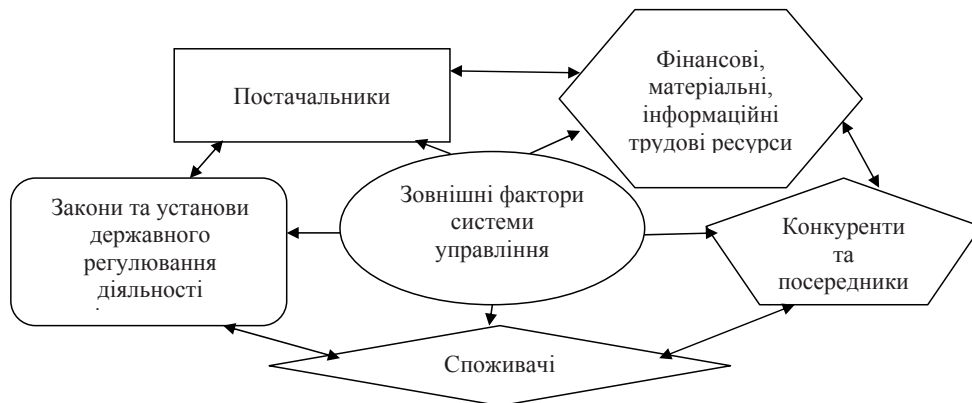 Постачальники
Фінансові,
матеріальні,
інформаційні
трудові ресурси
Закони та установи
державного
регулювання
діяльності
Зовнішні фактори
системи
управління
Конкуренти
та
посередники
Споживачі